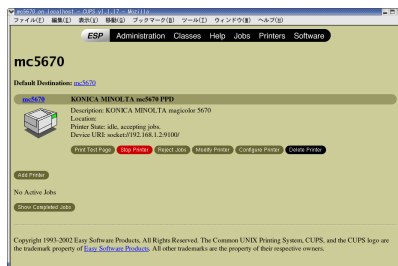 mc5670 on localhost - CUPS v1.1.17 - Mozilla
ファイル(F) 編集(E) 表示(V) 移動(G) ブックマーク(B) ツール(T) ウィンドウ(W) ヘルプ(H)
ESP Administration Classes Help Jobs Printers Software
mc5670
Default Destination: mc5670
mc5670 KONICA MINOLTA mc5670 PPD
Description: KONICA MINOLTA magicolor 5670
Location:
Printer State: idle, accepting jobs.
Device URI: socket://192.168.1.2:9100/
Print Test Page Stop Printer Reject Jobs Modify Printer Configure Printer Delete Printer
Add Printer
No Active Jobs
Show Completed Jobs
Copyright 1993-2002 Easy Software Products, All Rights Reserved. The Common UNIX Printing System, CUPS, and the CUPS logo are
the trademark property of Easy Software Products. All other trademarks are the property of their respective owners.